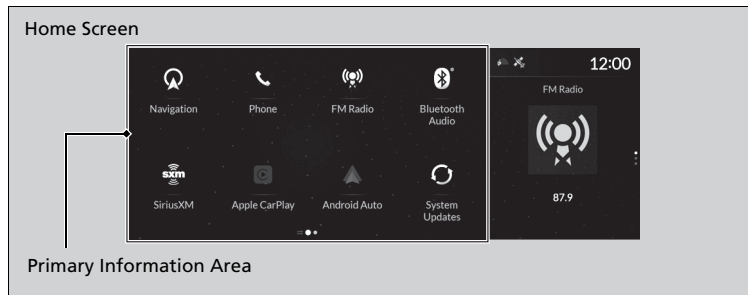 Home Screen
12:00
Navigation
Phone
FM Radio
Bluetooth
Audio
FM Radio
sxm
SiriusXM
Apple CarPlay
Android Auto
System
Updates
87.9
Primary Information Area